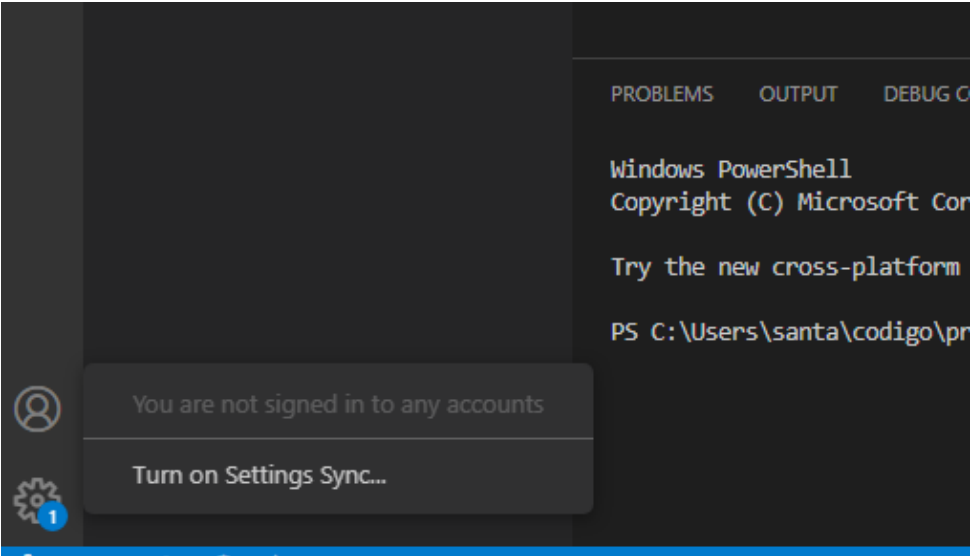 PROBLEMS OUTPUT DEBUG
Windows PowerShell
Copyright (C) Microsoft
Try the new cross-platform
PS C:\Users\santa\codigo\pr
You are not signed in to any accounts
Turn on Settings Sync...
1